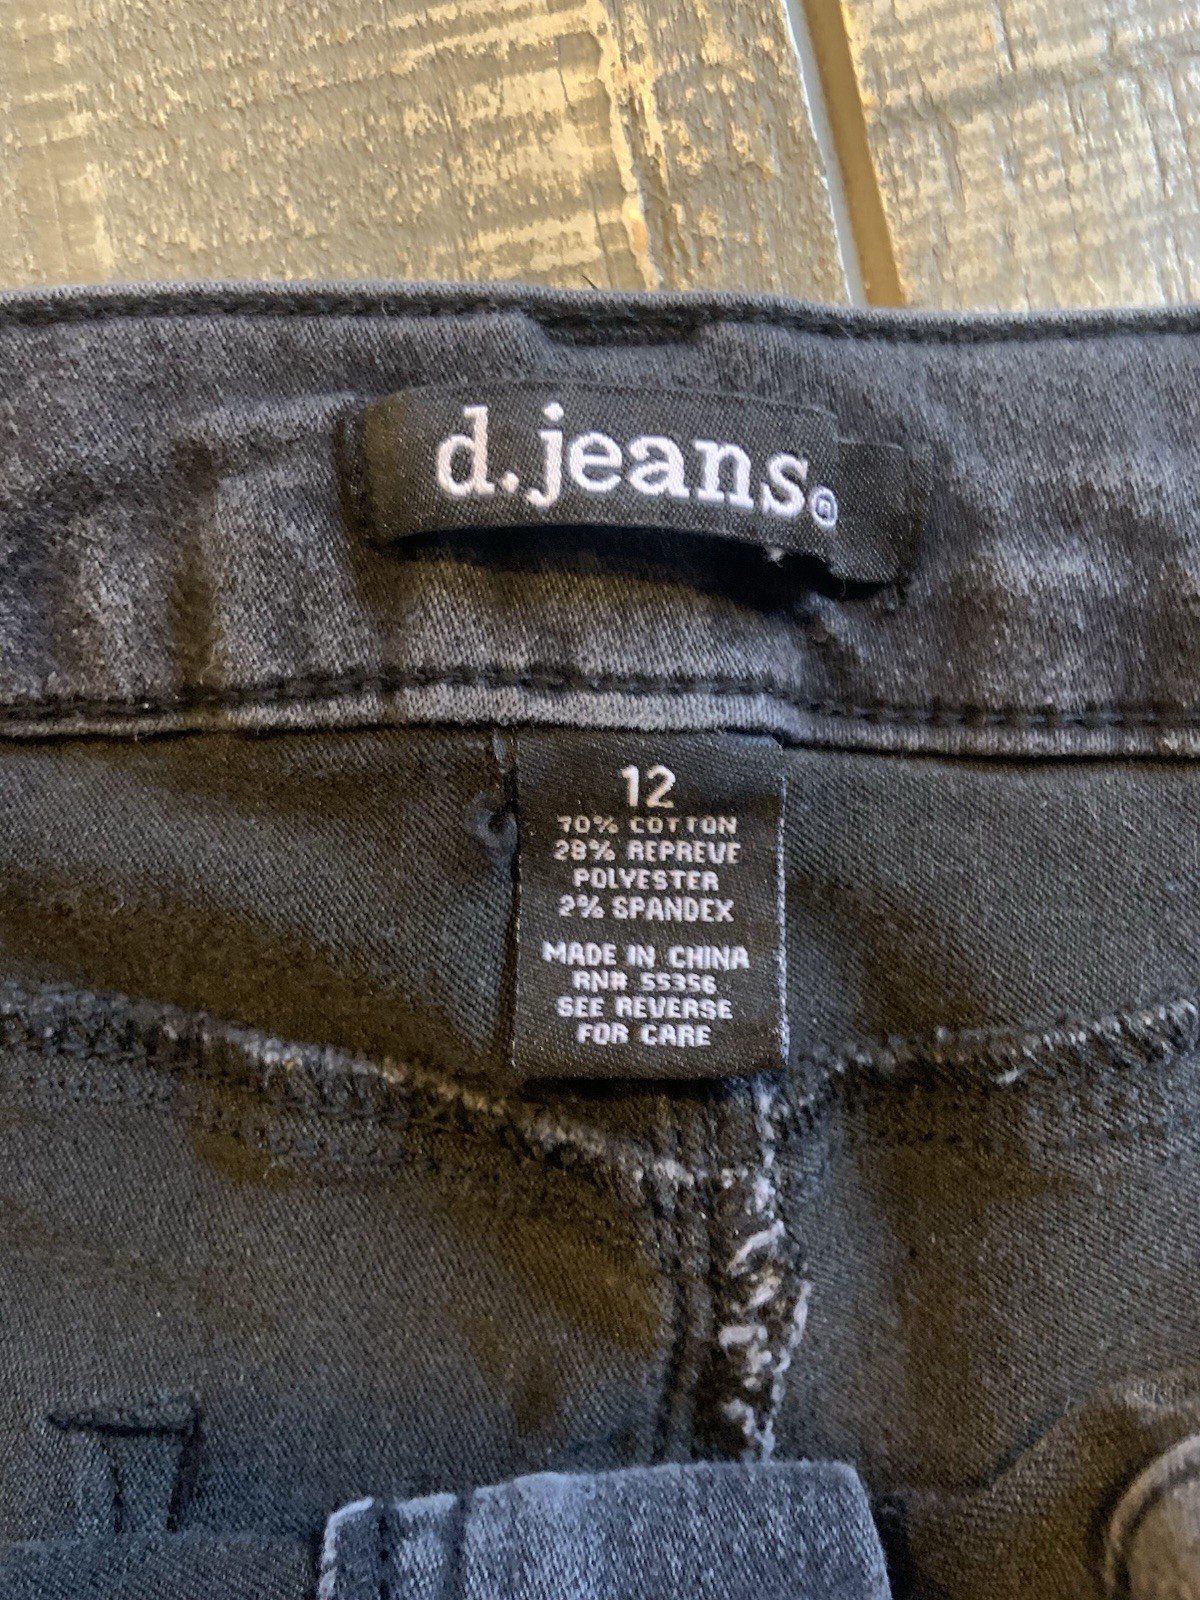 d.jeans®
12
70% COTTON
28% REPREVE
POLYESTER
2% SPANDEX
MADE IN CHINA
RN# 55356
SEE REVERSE
FOR CARE